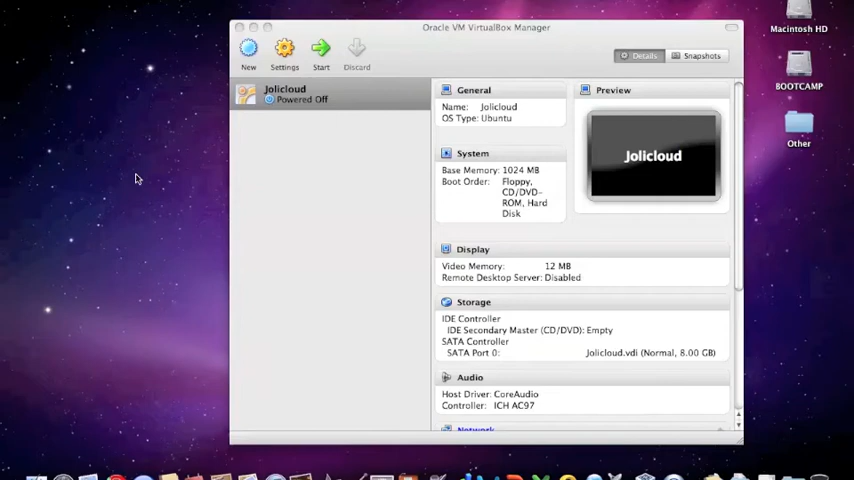 Oracle VM VirtualBox Manager
New
Settings
Start
Discard
Details
Snapshots
Jolicloud
Powered Off
General
Name: Jolicloud
OS Type: Ubuntu
System
Base Memory: 1024 MB
Boot Order: Floppy,
CD/DVD-
ROM, Hard
Disk
Preview
Jolicloud
Display
Video Memory: 12 MB
Remote Desktop Server: Disabled
Storage
IDE Controller
IDE Secondary Master (CD/DVD): Empty
SATA Controller
SATA Port 0: Jolicloud.vdi (Normal, 8.00 GB)
Audio
Host Driver: CoreAudio
Controller: ICH AC97
Network
Macintosh HD
BOOTCAMP
Other